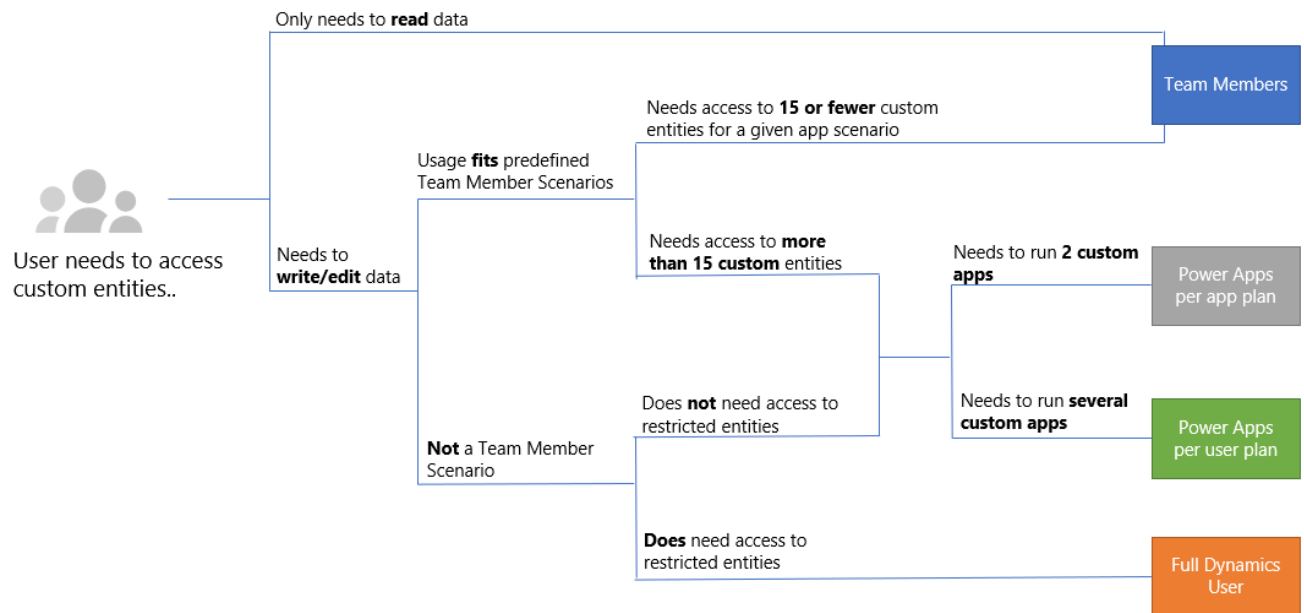 Only needs to read data
Team Members
Needs access to 15 or fewer custom
entities for a given app scenario
Usage fits predefined
Team Member Scenarios
User needs to access
custom entities..
Needs to
write/edit data
Needs access to more
than 15 custom entities
Needs to run 2 custom
apps
Power Apps
per app plan
Does not need access to
restricted entities
Needs to run several
custom apps
Power Apps
per user plan
Not a Team Member
Scenario
Does need access to
restricted entities
Full Dynamics
User